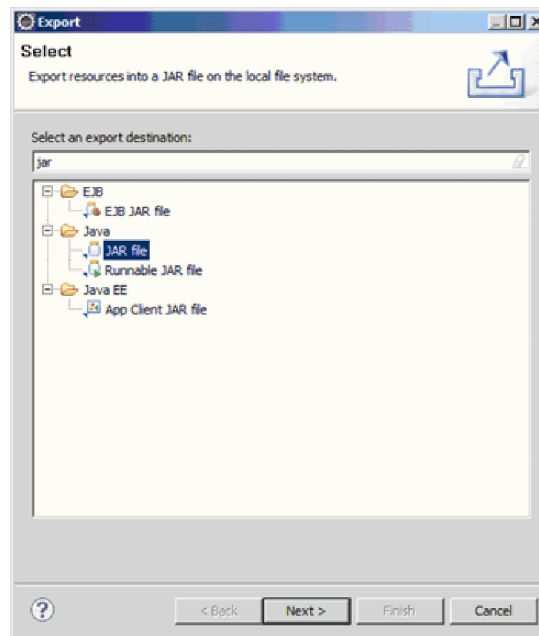 Export
Select
Export resources into a JAR file on the local file system.
Select an export destination:
jar
EJB
EJB JAR file
Java
JAR file
Runnable JAR file
Java EE
App Client JAR file
?
< Back
Next >
Finish
Cancel